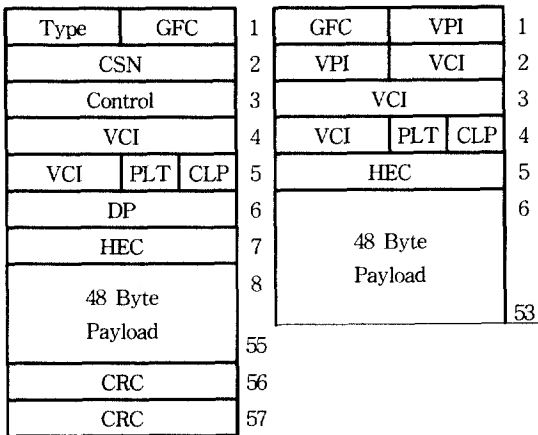 Type GFC 1
CSN 2
Control 3
VCI 4
VCI PLT CLP 5
DP 6
HEC 7
48 Byte 8
Payload
55
CRC 56
CRC 57
GFC VPI 1
VPI VCI 2
VCI 3
VCI PLT CLP 4
HEC 5
6
48 Byte
Payload
53